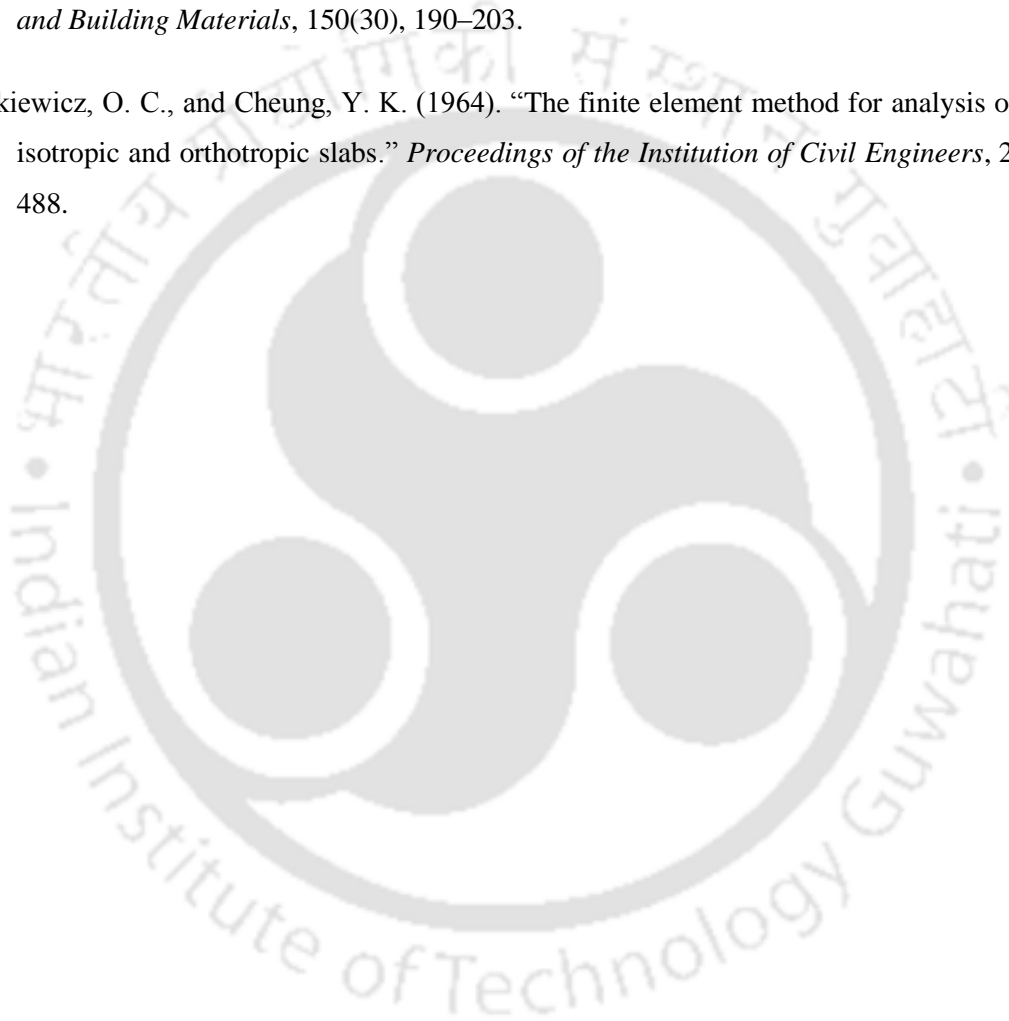 and Building Materials, 150(30), 190–203.
kiewicz, O. C., and Cheung, Y. K. (1964). “The finite element method for analysis o
isotropic and orthotropic slabs.” Proceedings of the Institution of Civil Engineers, 2
488.
भारतीय प्रौद्योगिकी संस्थान गुवाहाटी
Indian Institute of Technology Guwahati